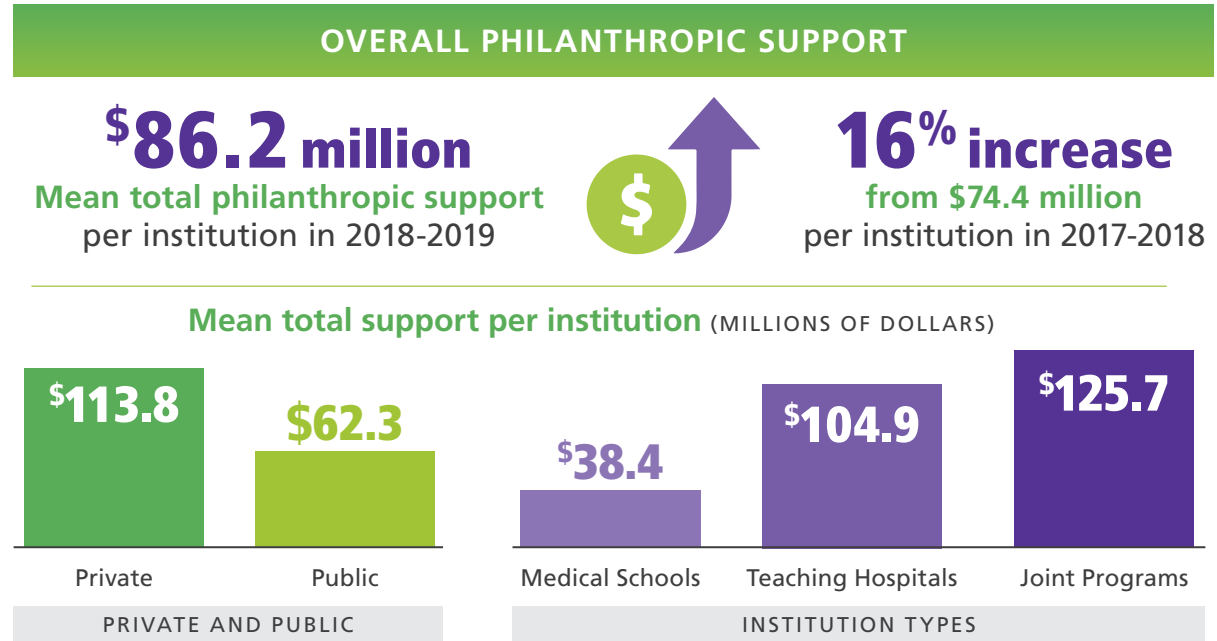 OVERALL PHILANTHROPIC SUPPORT
$86.2 million
Mean total philanthropic support
per institution in 2018-2019
$
16% increase
from $74.4 million
per institution in 2017-2018
Mean total support per institution (MILLIONS OF DOLLARS)
$113.8
$62.3
$38.4
$104.9
$125.7
Private
Public
Medical Schools
Teaching Hospitals
Joint Programs
PRIVATE AND PUBLIC
INSTITUTION TYPES